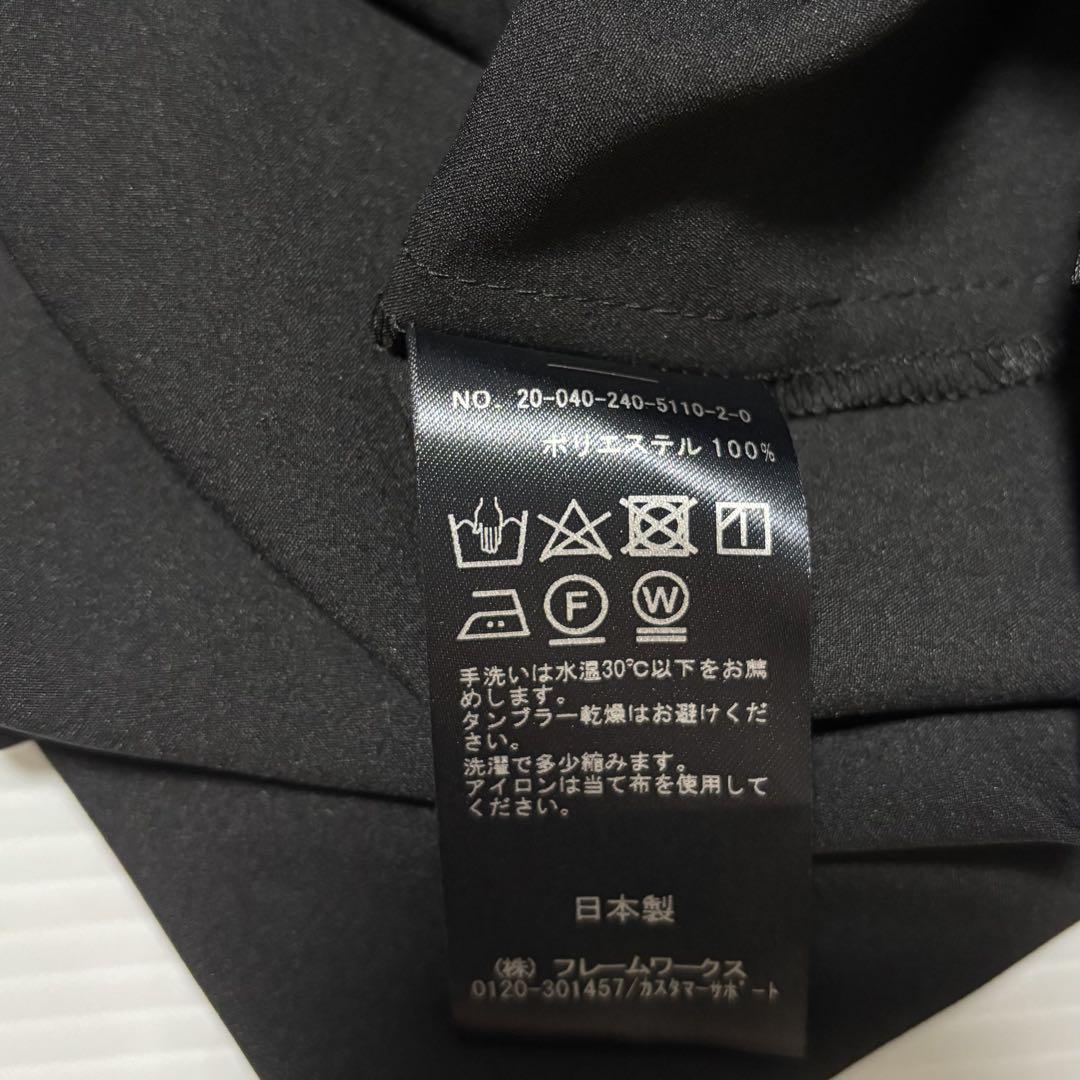 NO. 20-040-240-5110-2-0
ポリエステル 100%
F W
手洗いは水温30℃以下をお薦
めします。
タンブラー乾燥はお避けくだ
さい。
洗濯で多少縮みます。
アイロンは当て布を使用して
ください。
日本製
(株) フレームワークス
0120-301457/カスタマーサポート